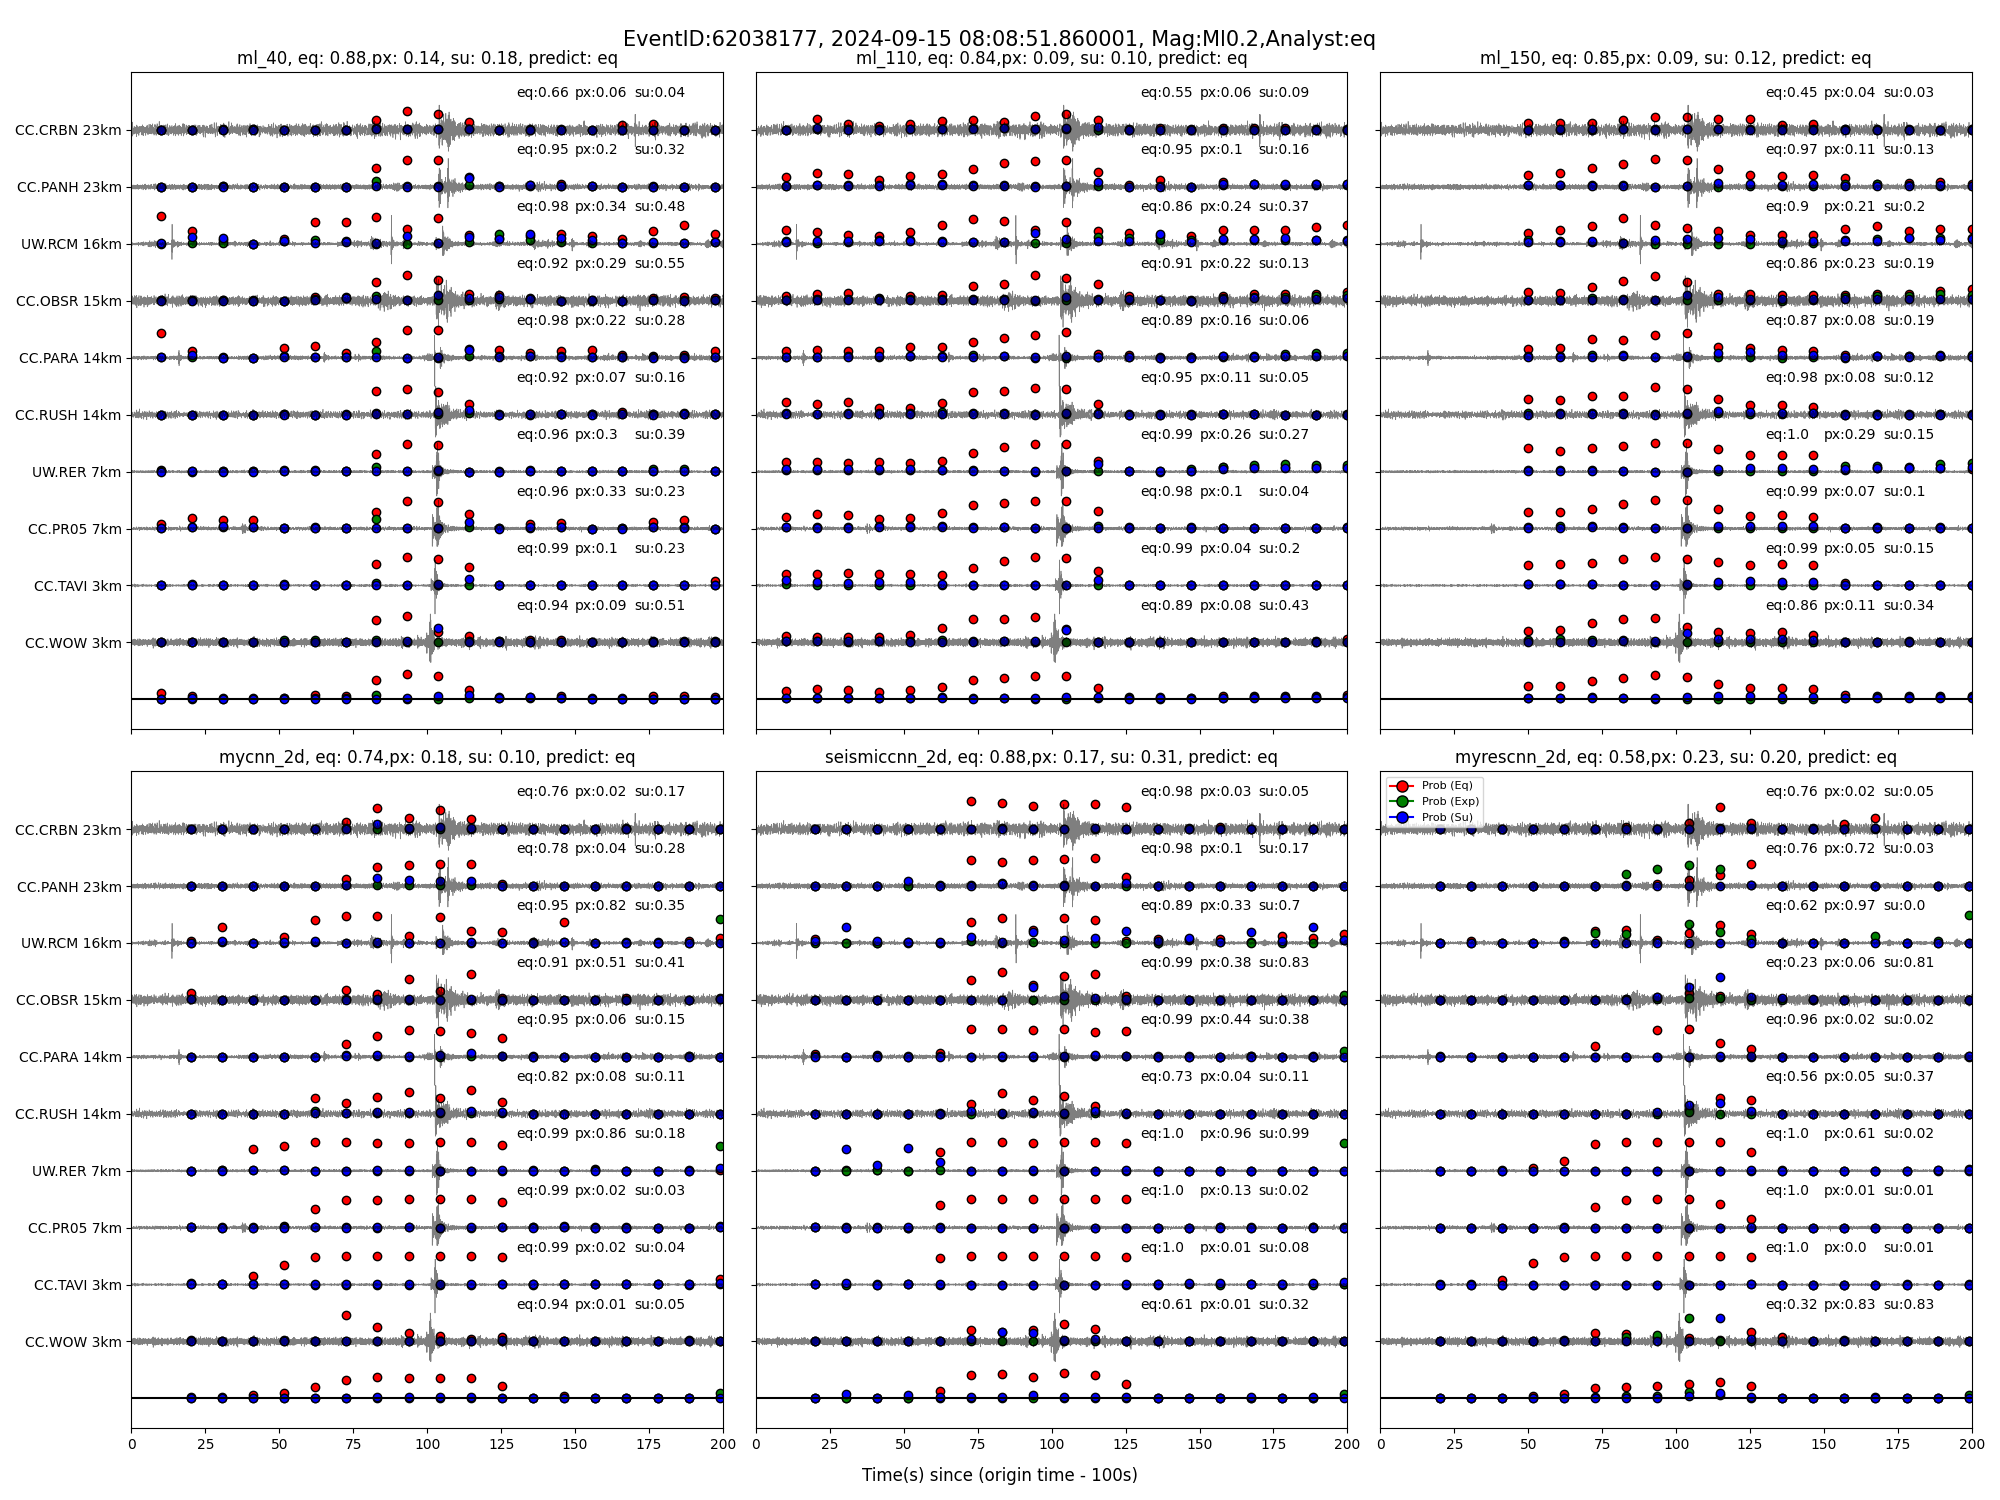 EventID:62038177, 2024-09-15 08:08:51.860001, Mag:Ml0.2,Analyst:eq
ml_40, eq: 0.88,px: 0.14, su: 0.18, predict: eq
CC.CRBN 23km
eq:0.66 px:0.06 su:0.04
CC.PANH 23km
eq:0.95 px:0.2 su:0.32
UW.RCM 16km
eq:0.98 px:0.34 su:0.48
CC.OBSR 15km
eq:0.92 px:0.29 su:0.55
CC.PARA 14km
eq:0.98 px:0.22 su:0.28
CC.RUSH 14km
eq:0.92 px:0.07 su:0.16
UW.RER 7km
eq:0.96 px:0.3 su:0.39
CC.PR05 7km
eq:0.96 px:0.33 su:0.23
CC.TAVI 3km
eq:0.99 px:0.1 su:0.23
CC.WOW 3km
eq:0.94 px:0.09 su:0.51
ml_110, eq: 0.84,px: 0.09, su: 0.10, predict: eq
eq:0.55 px:0.06 su:0.09
eq:0.95 px:0.1 su:0.16
eq:0.86 px:0.24 su:0.37
eq:0.91 px:0.22 su:0.13
eq:0.89 px:0.16 su:0.06
eq:0.95 px:0.11 su:0.05
eq:0.99 px:0.26 su:0.27
eq:0.98 px:0.1 su:0.04
eq:0.99 px:0.04 su:0.2
eq:0.89 px:0.08 su:0.43
ml_150, eq: 0.85,px: 0.09, su: 0.12, predict: eq
eq:0.45 px:0.04 su:0.03
eq:0.97 px:0.11 su:0.13
eq:0.9 px:0.21 su:0.2
eq:0.86 px:0.23 su:0.19
eq:0.87 px:0.08 su:0.19
eq:0.98 px:0.08 su:0.12
eq:1.0 px:0.29 su:0.15
eq:0.99 px:0.07 su:0.1
eq:0.99 px:0.05 su:0.15
eq:0.86 px:0.11 su:0.34
mycnn_2d, eq: 0.74,px: 0.18, su: 0.10, predict: eq
CC.CRBN 23km
eq:0.76 px:0.02 su:0.17
CC.PANH 23km
eq:0.78 px:0.04 su:0.28
UW.RCM 16km
eq:0.95 px:0.82 su:0.35
CC.OBSR 15km
eq:0.91 px:0.51 su:0.41
CC.PARA 14km
eq:0.95 px:0.06 su:0.15
CC.RUSH 14km
eq:0.82 px:0.08 su:0.11
UW.RER 7km
eq:0.99 px:0.86 su:0.18
CC.PR05 7km
eq:0.99 px:0.02 su:0.03
CC.TAVI 3km
eq:0.99 px:0.02 su:0.04
CC.WOW 3km
eq:0.94 px:0.01 su:0.05
0 25 50 75 100 125 150 175 200
seismiccnn_2d, eq: 0.88,px: 0.17, su: 0.31, predict: eq
eq:0.98 px:0.03 su:0.05
eq:0.98 px:0.1 su:0.17
eq:0.89 px:0.33 su:0.7
eq:0.99 px:0.38 su:0.83
eq:0.99 px:0.44 su:0.38
eq:0.73 px:0.04 su:0.11
eq:1.0 px:0.96 su:0.99
eq:1.0 px:0.13 su:0.02
eq:1.0 px:0.01 su:0.08
eq:0.61 px:0.01 su:0.32
0 25 50 75 100 125 150 175 200
myrescnn_2d, eq: 0.58,px: 0.23, su: 0.20, predict: eq
Prob (Eq)
Prob (Exp)
Prob (Su)
eq:0.76 px:0.02 su:0.05
eq:0.76 px:0.72 su:0.03
eq:0.62 px:0.97 su:0.0
eq:0.23 px:0.06 su:0.81
eq:0.96 px:0.02 su:0.02
eq:0.56 px:0.05 su:0.37
eq:1.0 px:0.61 su:0.02
eq:1.0 px:0.01 su:0.01
eq:1.0 px:0.0 su:0.01
eq:0.32 px:0.83 su:0.83
0 25 50 75 100 125 150 175 200
Time(s) since (origin time - 100s)